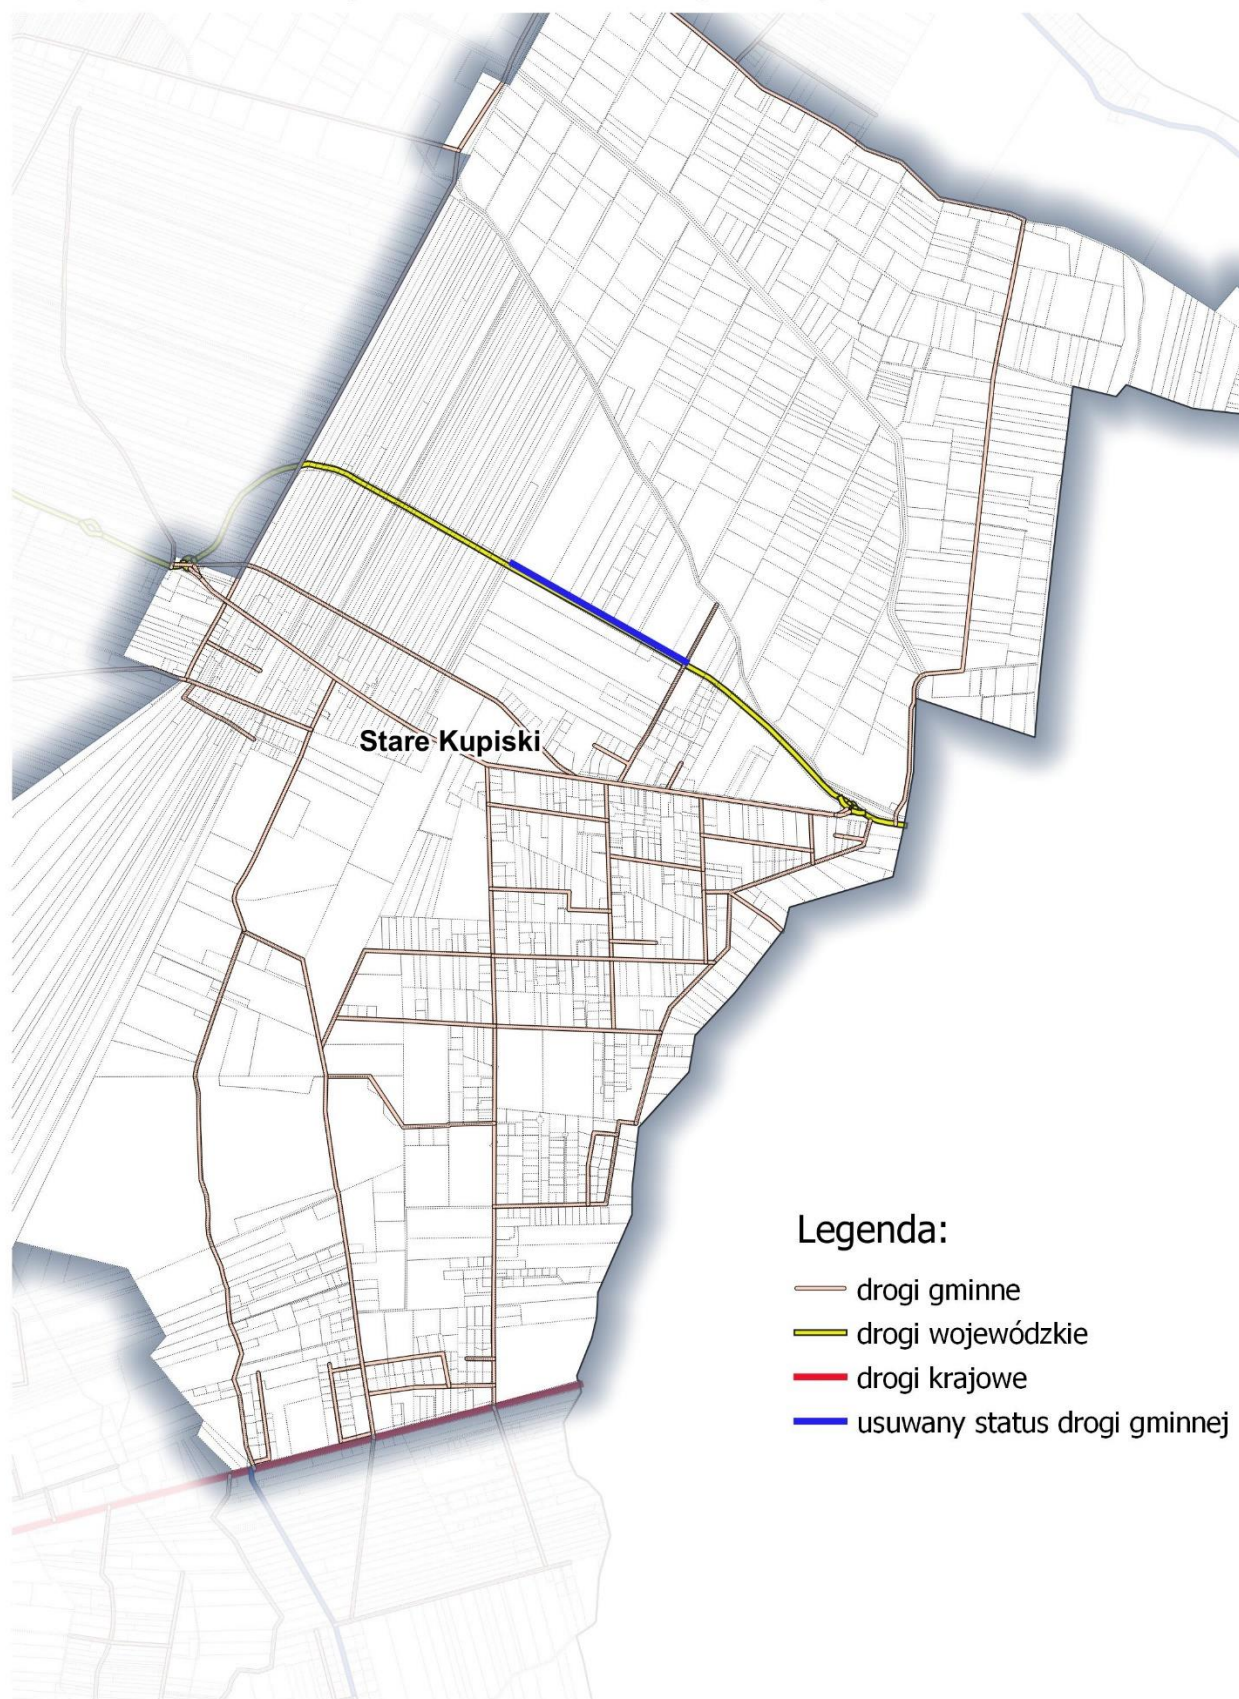 Stare Kupiski
Legenda:
drogi gminne
drogi wojewódzkie
drogi krajowe
usuwany status drogi gminnej